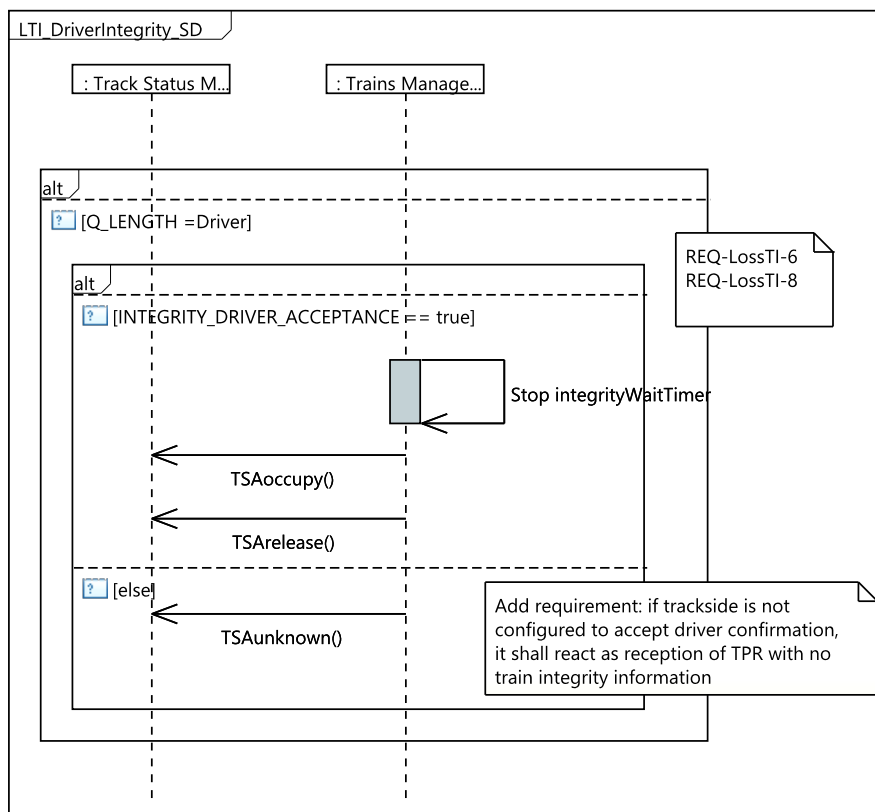 LTI_DriverIntegrity_SD
: Track Status M...
: Trains Manage...
alt
[Q_LENGTH =Driver]
REQ-LossTI-6
REQ-LossTI-8
alt
[INTEGRITY_DRIVER_ACCEPTANCE == true]
Stop integrityWaitTimer
TSAoccupy()
TSArelease()
[else]
TSAunknown()
Add requirement: if trackside is not
configured to accept driver confirmation,
it shall react as reception of TPR with no
train integrity information